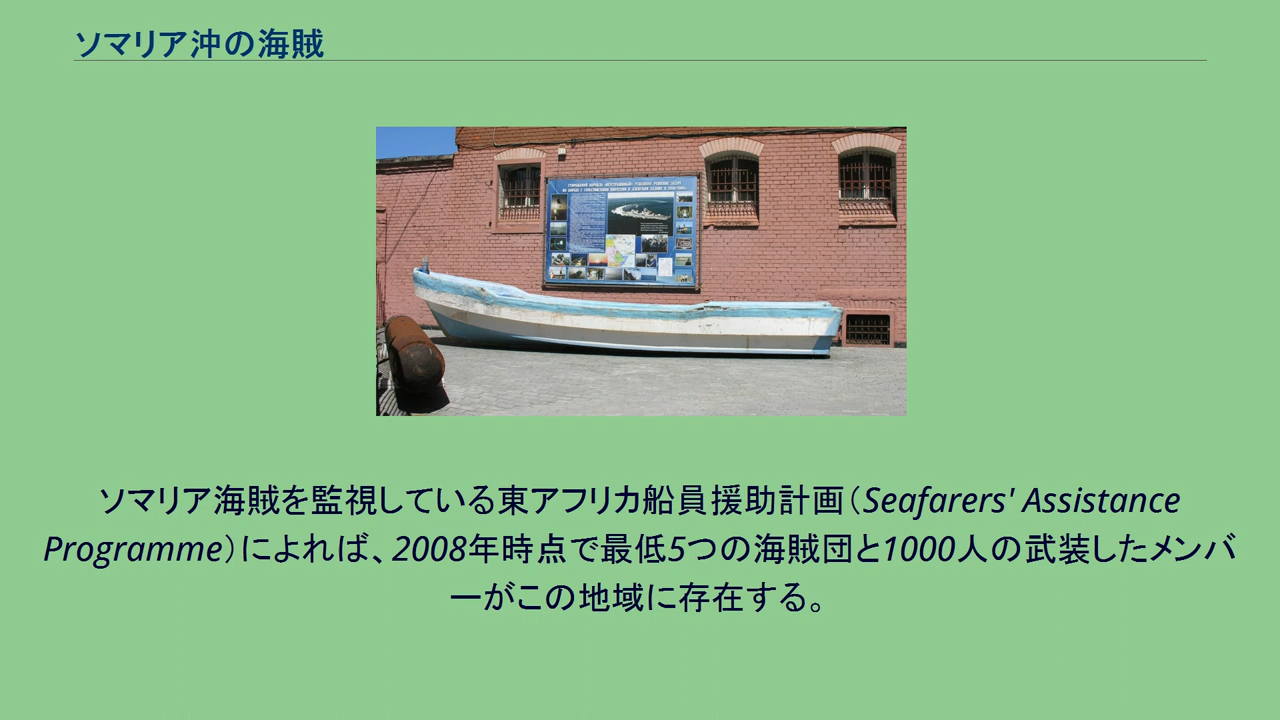 ソマリア沖の海賊
ソマリア海賊を監視している東アフリカ船員援助計画（Seafarers' Assistance
Programme）によれば、2008年時点で最低5つの海賊団と1000人の武装したメンバ
ーがこの地域に存在する。